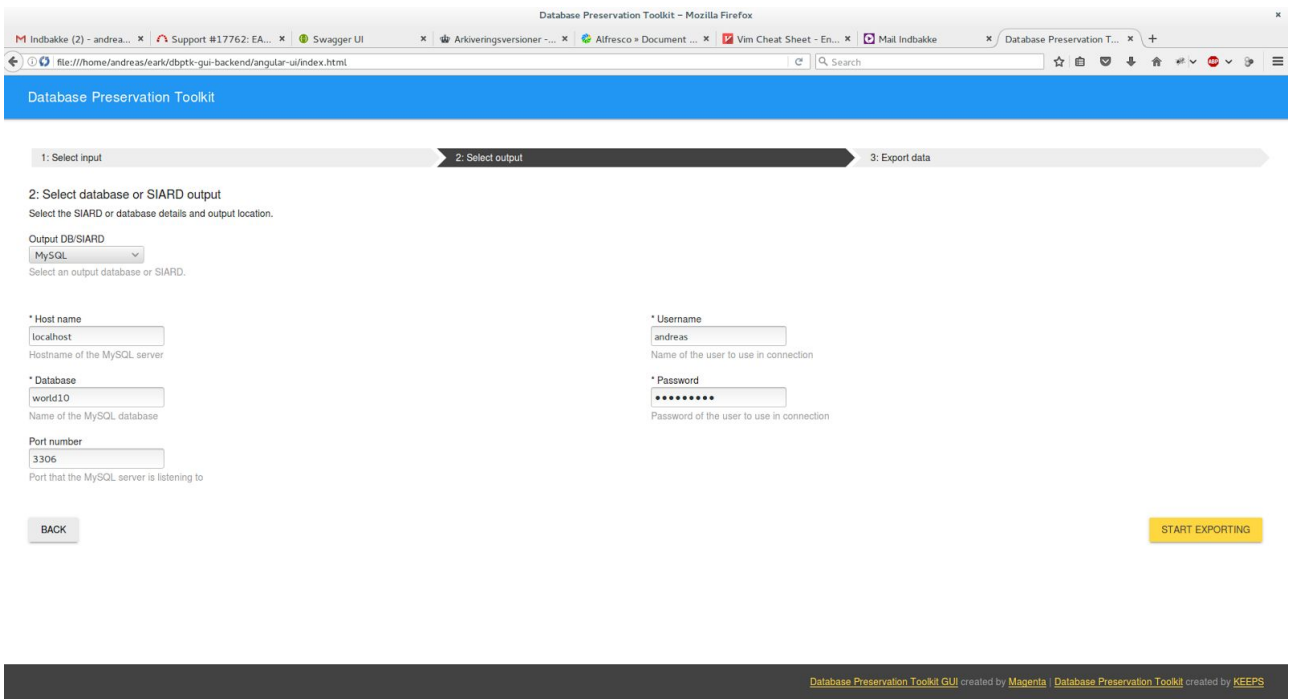 Database Preservation Toolkit – Mozilla Firefox
Indbakke (2) - andrea... Support #17762: EA... Swagger UI Arkiveringsversioner -... Alfresco » Document ... Vim Cheat Sheet - En... Mail Indbakke Database Preservation T...
file:///home/andreas/eark/dbptk-gui-backend/angular-ui/index.html Search
Database Preservation Toolkit
1: Select input 2: Select output 3: Export data
2: Select database or SIARD output
Select the SIARD or database details and output location.
Output DB/SIARD
MySQL
Select an output database or SIARD.
* Host name
localhost
Hostname of the MySQL server
* Username
andreas
Name of the user to use in connection
* Database
world10
Name of the MySQL database
* Password
•••••••••
Password of the user to use in connection
Port number
3306
Port that the MySQL server is listening to
BACK
START EXPORTING
Database Preservation Toolkit GUI created by Magenta | Database Preservation Toolkit created by KEEPS